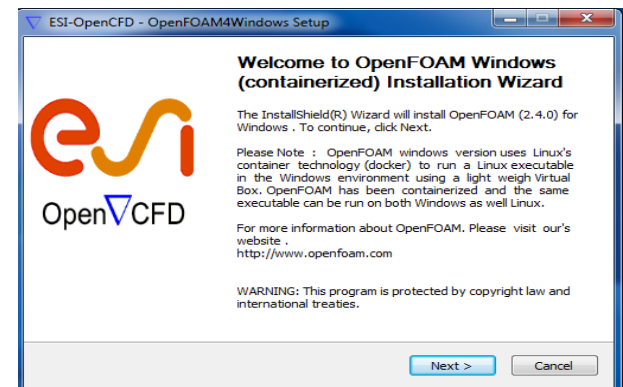 ESI-OpenCFD - OpenFOAM4Windows Setup
Welcome to OpenFOAM Windows
(containerized) Installation Wizard
The InstallShield(R) Wizard will install OpenFOAM (2.4.0) for
Windows . To continue, click Next.
Please Note : OpenFOAM windows version uses Linux's
container technology (docker) to run a Linux executable
in the Windows environment using a light weigh Virtual
Box. OpenFOAM has been containerized and the same
executable can be run on both Windows as well Linux.
For more information about OpenFOAM. Please visit our's
website .
http://www.openfoam.com
WARNING: This program is protected by copyright law and
international treaties.
esi
Open∇CFD
Next >
Cancel